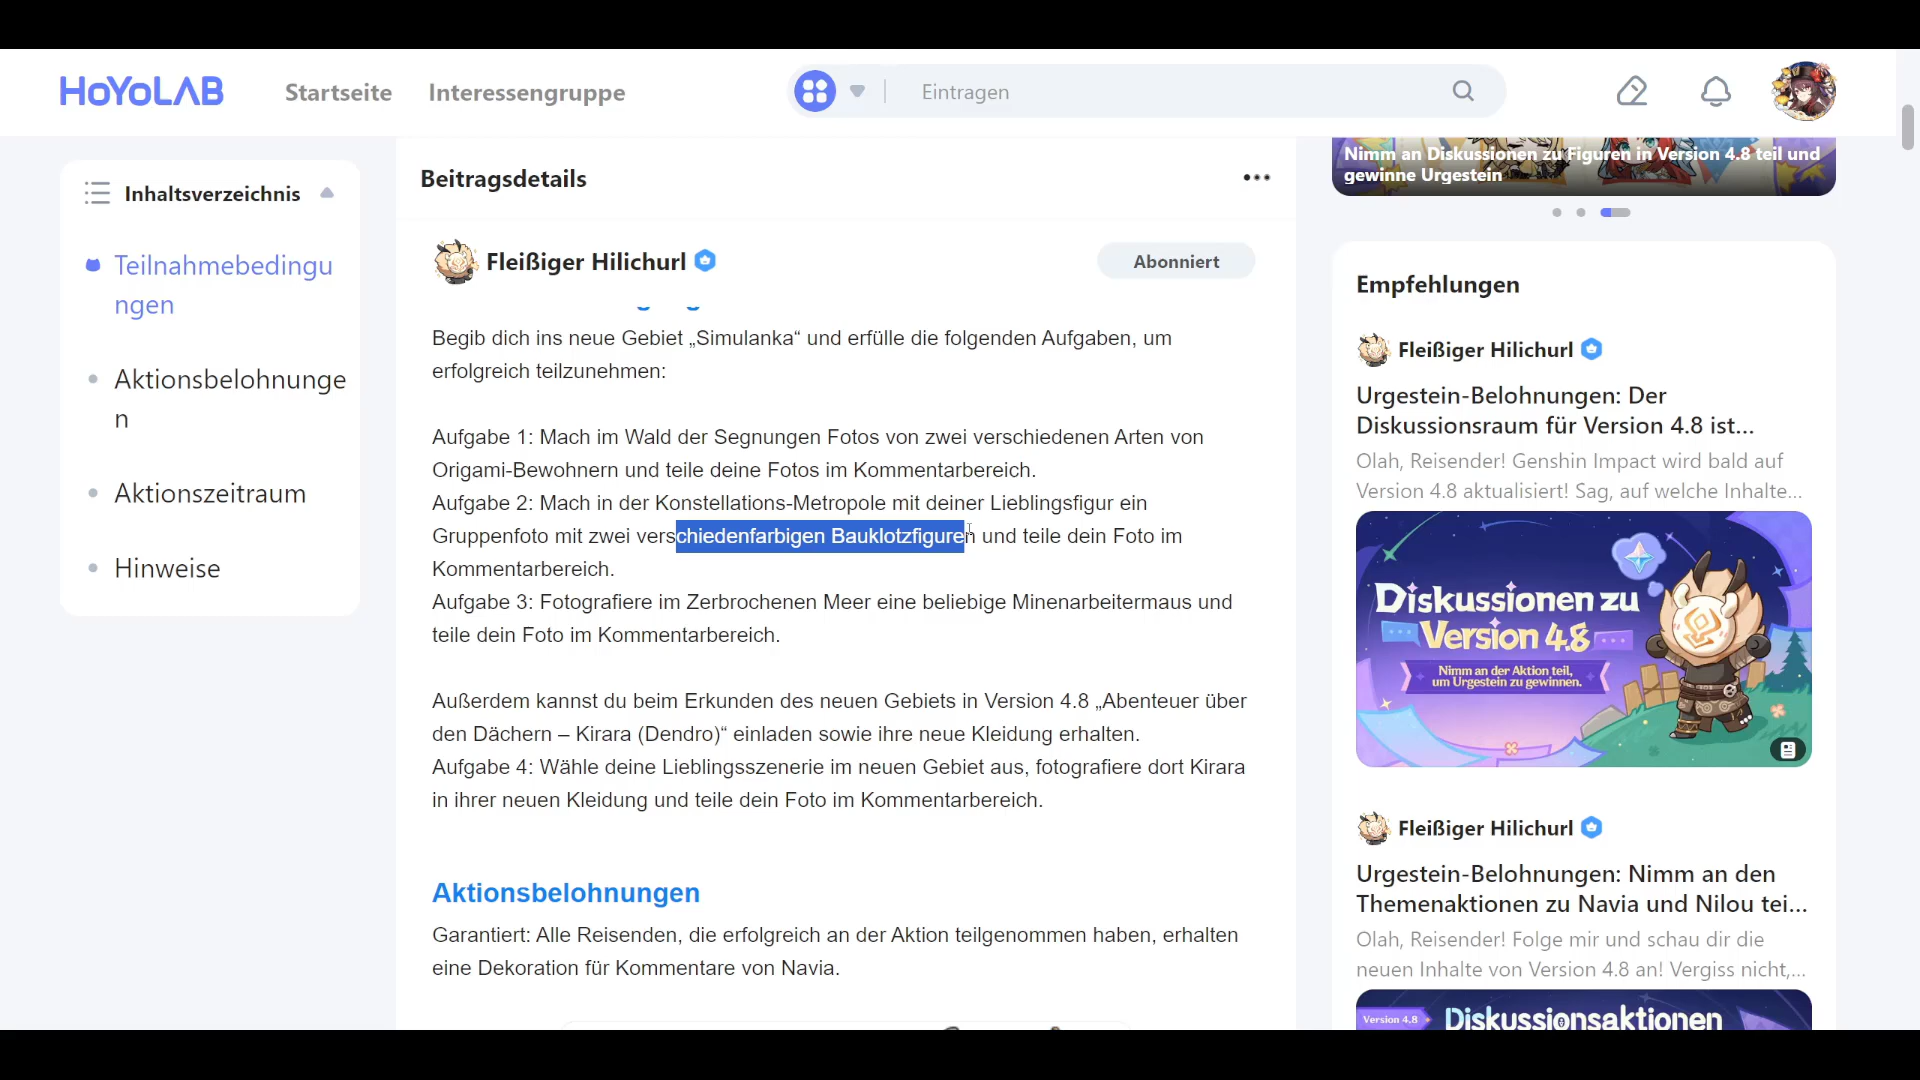 HoYoLAB
Startseite
Interessengruppe
Eintragen
Inhaltsverzeichnis
Teilnahmebedingu
ngen
Aktionsbelohnunge
n
Aktionszeitraum
Hinweise
Beitragsdetails
Fleißiger Hilichurl
Abonniert
Begib dich ins neue Gebiet „Simulanka“ und erfülle die folgenden Aufgaben, um
erfolgreich teilzunehmen:
Aufgabe 1: Mach im Wald der Segnungen Fotos von zwei verschiedenen Arten von
Origami-Bewohnern und teile deine Fotos im Kommentarbereich.
Aufgabe 2: Mach in der Konstellations-Metropole mit deiner Lieblingsfigur ein
Gruppenfoto mit zwei verschiedenfarbigen Bauklotzfiguren und teile dein Foto im
Kommentarbereich.
Aufgabe 3: Fotografiere im Zerbrochenen Meer eine beliebige Minenarbeitermaus und
teile dein Foto im Kommentarbereich.
Außerdem kannst du beim Erkunden des neuen Gebiets in Version 4.8 „Abenteuer über
den Dächern – Kirara (Dendro)“ einladen sowie ihre neue Kleidung erhalten.
Aufgabe 4: Wähle deine Lieblingsszenerie im neuen Gebiet aus, fotografiere dort Kirara
in ihrer neuen Kleidung und teile dein Foto im Kommentarbereich.
Aktionsbelohnungen
Garantiert: Alle Reisenden, die erfolgreich an der Aktion teilgenommen haben, erhalten
eine Dekoration für Kommentare von Navia.
Nimm an Diskussionen zu Figuren in Version 4.8 teil und
gewinne Urgestein
Empfehlungen
Fleißiger Hilichurl
Urgestein-Belohnungen: Der
Diskussionsraum für Version 4.8 ist...
Olah, Reisender! Genshin Impact wird bald auf
Version 4.8 aktualisiert! Sag, auf welche Inhalte...
Diskussionen zu
Version 4.8
Nimm an der Aktion teil,
um Urgestein zu gewinnen.
Fleißiger Hilichurl
Urgestein-Belohnungen: Nimm an den
Themenaktionen zu Navia und Nilou tei...
Olah, Reisender! Folge mir und schau dir die
neuen Inhalte von Version 4.8 an! Vergiss nicht,...
Version 4.8
Diskussionsaktionen